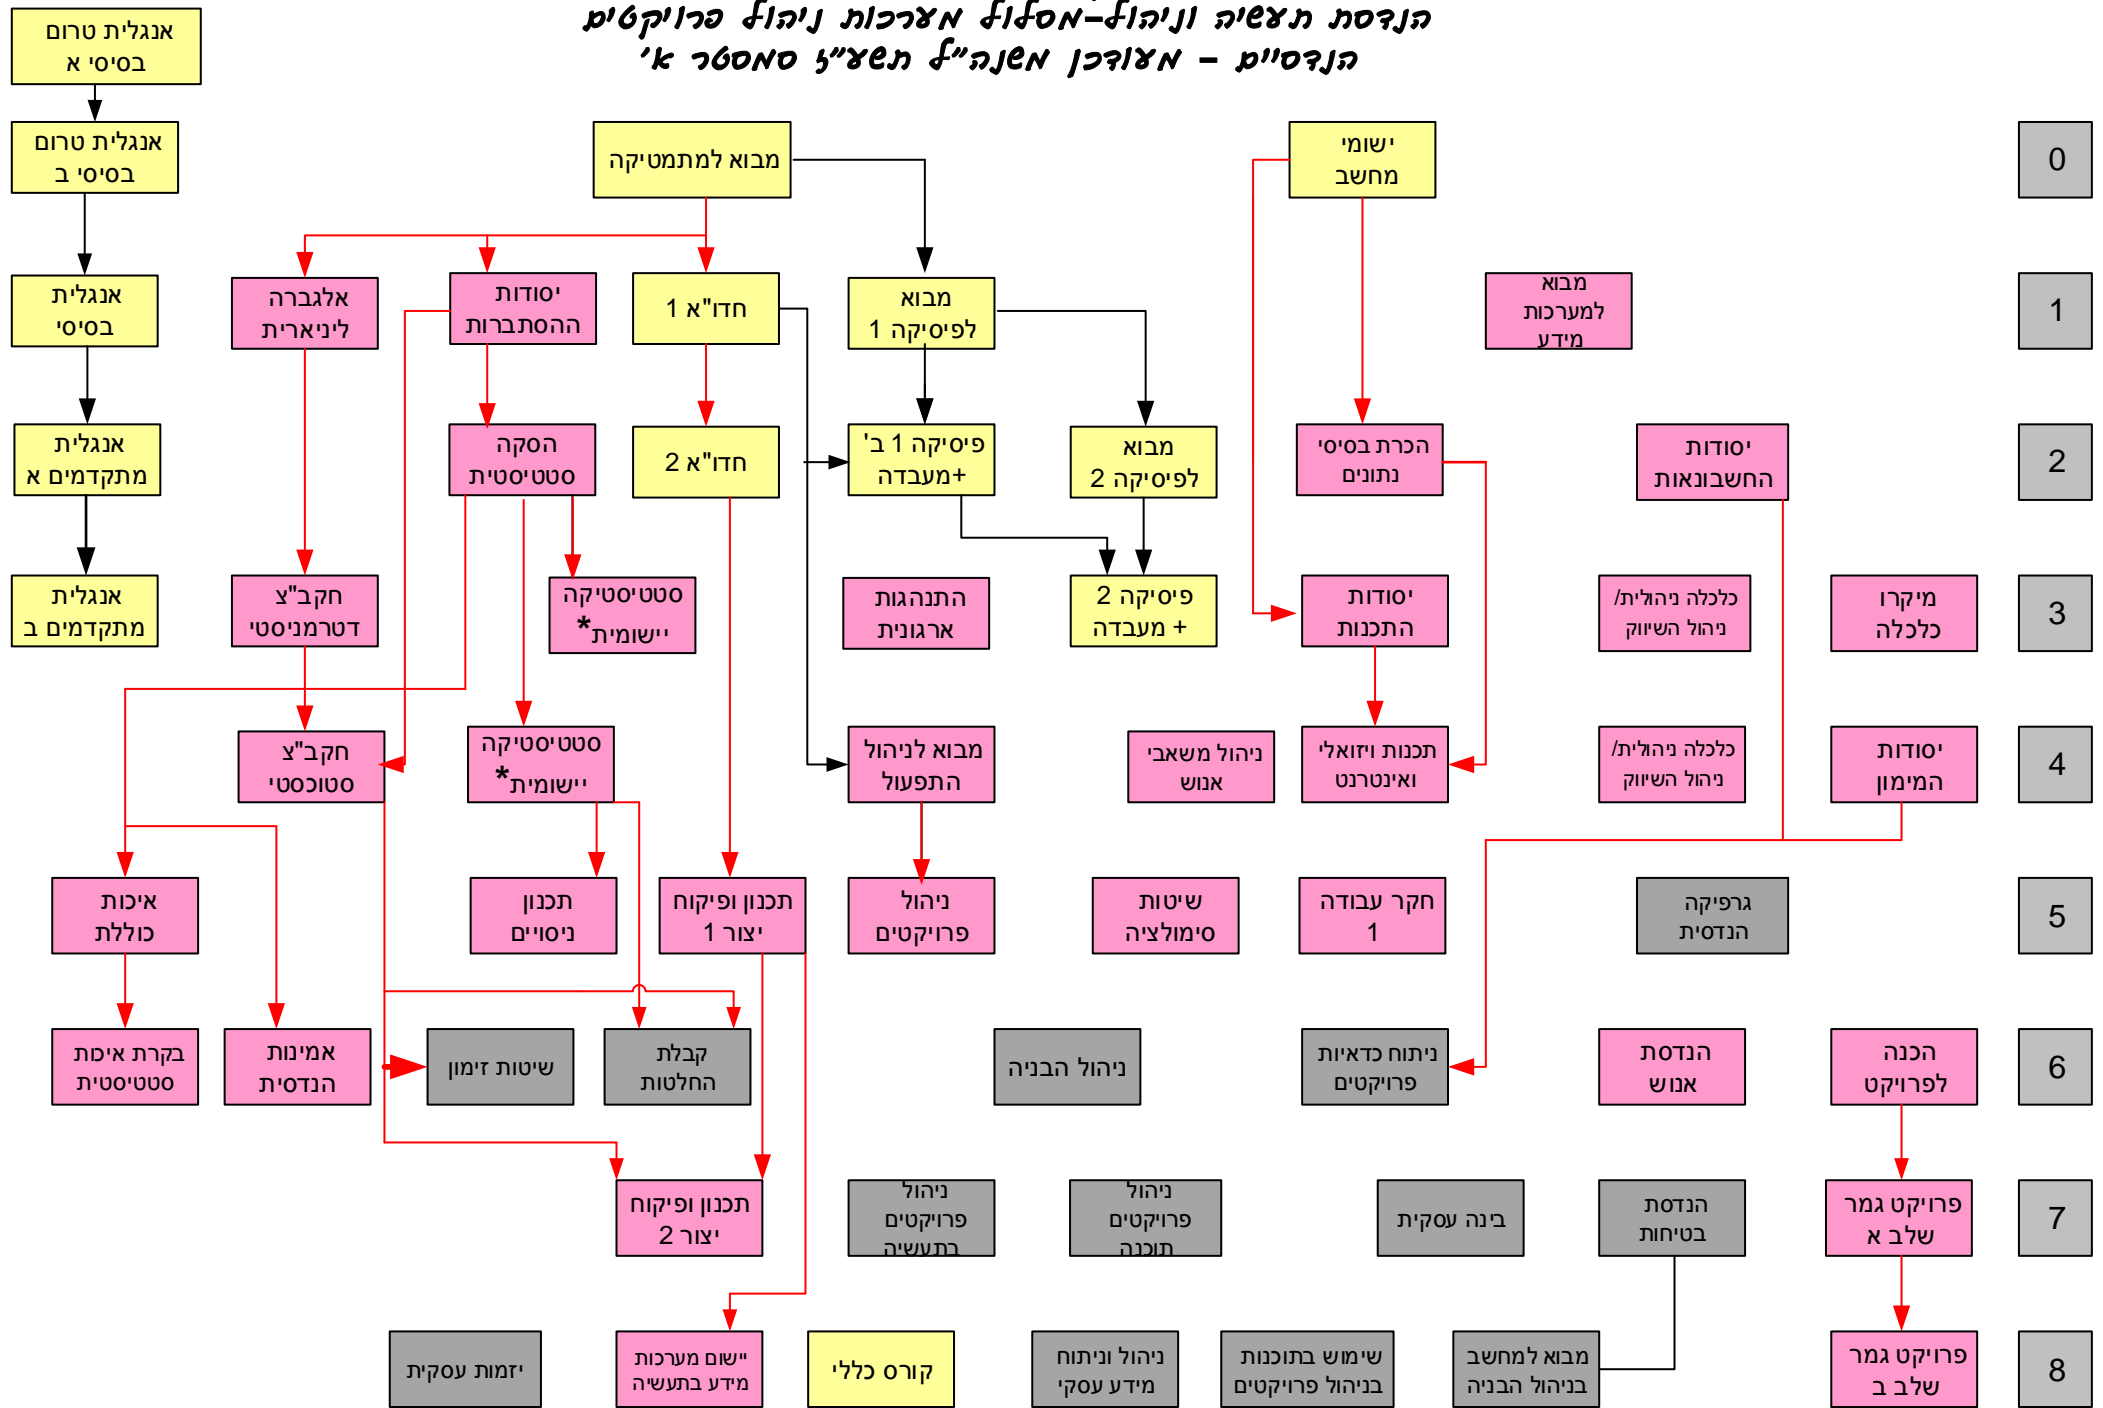 הנדסת תעשיה וניהול-מסלול מערכות ניהול פרויקטים
הנדסיים - מעודכן משנה"ל תשע"ז סמסטר א'
אנגלית טרום
בסיסי א
אנגלית טרום
בסיסי ב
מבוא למתמטיקה
ישומי
מחשב
0
אנגלית
בסיסי
אלגברה
ליניארית
יסודות
ההסתברות
חדו"א 1
מבוא
לפיסיקה 1
מבוא
למערכות
מידע
1
אנגלית
מתקדמים א
הסקה
סטטיסטית
חדו"א 2
פיסיקה 1 ב'
+מעבדה
מבוא
לפיסיקה 2
הכרת בסיסי
נתונים
יסודות
החשבונאות
2
אנגלית
מתקדמים ב
חקב"צ
דטרמניסטי
סטטיסטיקה
יישומית*
התנהגות
ארגונית
פיסיקה 2
+ מעבדה
יסודות
התכנות
כלכלה ניהולית/
ניהול השיווק
מיקרו
כלכלה
3
חקב"צ
סטוכסטי
סטטיסטיקה
יישומית*
מבוא לניהול
התפעול
ניהול משאבי
אנוש
תכנות ויזואלי
ואינטרנט
כלכלה ניהולית/
ניהול השיווק
יסודות
המימון
4
איכות
כוללת
תכנון
ניסויים
תכנון ופיקוח
יצור 1
ניהול
פרויקטים
שיטות
סימולציה
חקר עבודה
1
גרפיקה
הנדסית
5
בקרת איכות
סטטיסטית
אמינות
הנדסית
שיטות זימון
קבלת
החלטות
ניהול הבניה
ניתוח כדאיות
פרויקטים
הנדסת
אנוש
הכנה
לפרויקט
6
תכנון ופיקוח
יצור 2
ניהול
פרויקטים
בתעשיה
ניהול
פרויקטים
תוכנה
בינה עסקית
הנדסת
בטיחות
פרויקט גמר
שלב א
7
יזמות עסקית
יישום מערכות
מידע בתעשיה
קורס כללי
ניהול וניתוח
מידע עסקי
שימוש בתוכנות
בניהול פרויקטים
מבוא למחשב
בניהול הבניה
פרויקט גמר
שלב ב
8